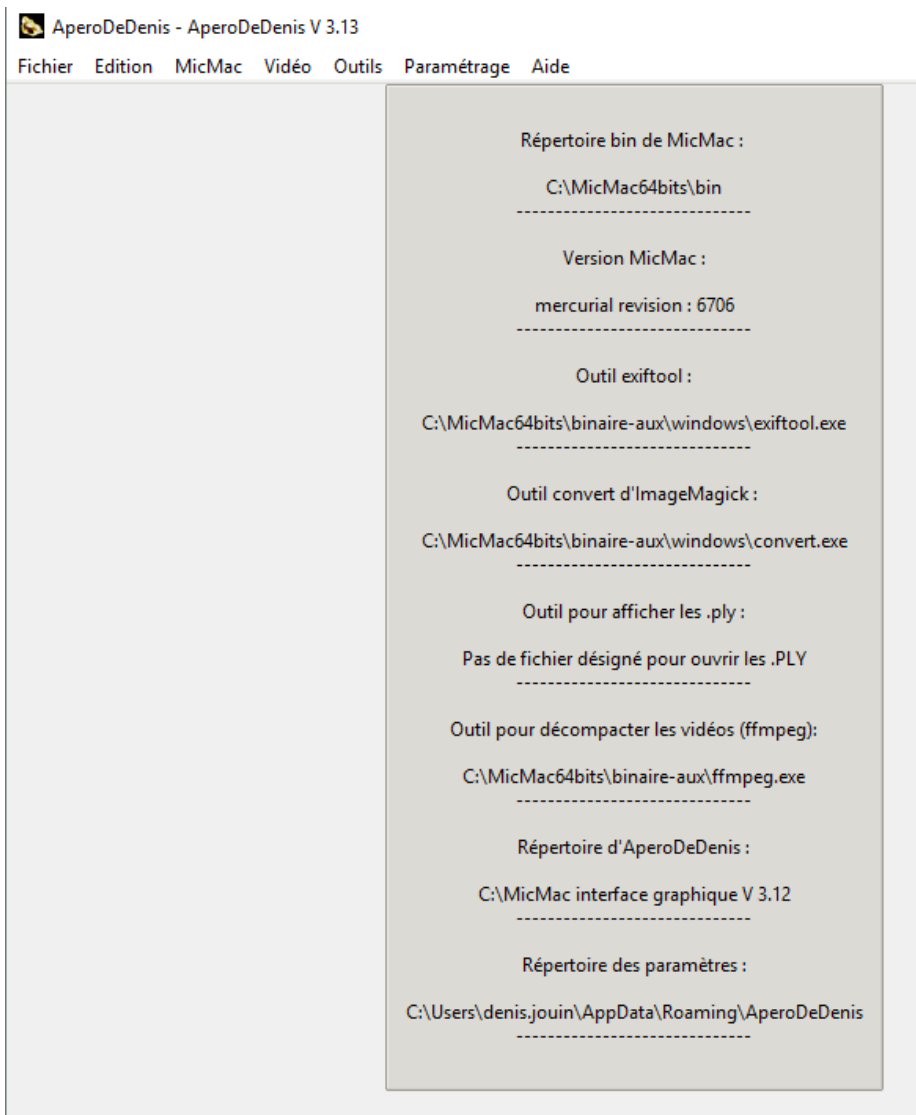 AperoDeDenis - AperoDeDenis V 3.13
Fichier Edition MicMac Vidéo Outils Paramétrage Aide
Répertoire bin de MicMac :
C:\MicMac64bits\bin
------------------------------
Version MicMac :
mercurial revision : 6706
------------------------------
Outil exiftool :
C:\MicMac64bits\binaire-aux\windows\exiftool.exe
------------------------------
Outil convert d'ImageMagick :
C:\MicMac64bits\binaire-aux\windows\convert.exe
------------------------------
Outil pour afficher les .ply :
Pas de fichier désigné pour ouvrir les .PLY
------------------------------
Outil pour décompacter les vidéos (ffmpeg):
C:\MicMac64bits\binaire-aux\ffmpeg.exe
------------------------------
Répertoire d'AperoDeDenis :
C:\MicMac interface graphique V 3.12
------------------------------
Répertoire des paramètres :
C:\Users\denis.jouin\AppData\Roaming\AperoDeDenis
------------------------------